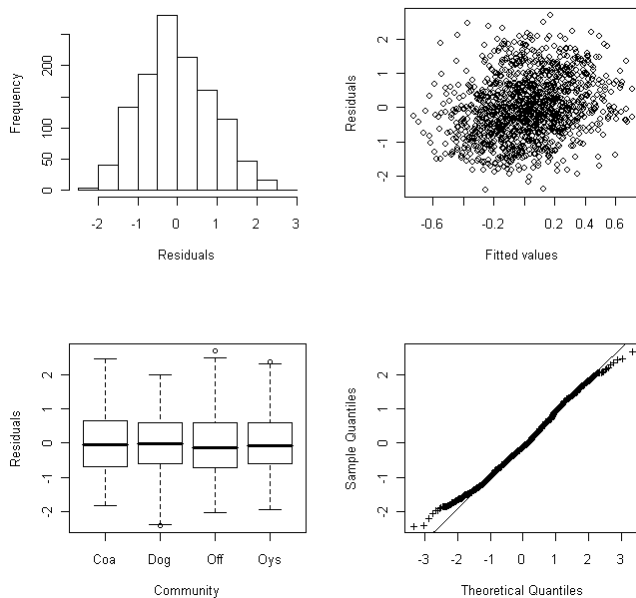 Frequency
0
50
150
250
-2 -1 0 1 2 3
Residuals
Residuals
-2 -1 0 1 2
-0.6 -0.2 0.2 0.4 0.6
Fitted values
Residuals
-2 -1 0 1 2
Coa Dog Off Oys
Community
Sample Quantiles
-2 -1 0 1 2
-3 -2 -1 0 1 2 3
Theoretical Quantiles